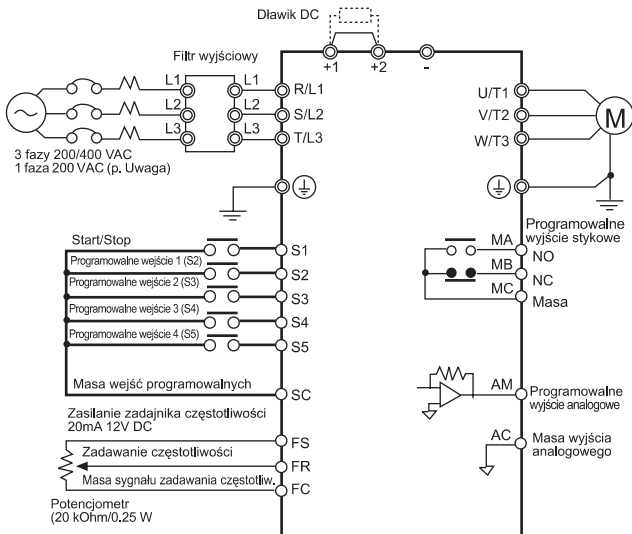 Dławik DC
+1
+2
-
Filtr wyjściowy
L1
L1
R/L1
L2
L2
S/L2
L3
L3
T/L3
3 fazy 200/400 VAC
1 faza 200 VAC (p. Uwaga)
U/T1
V/T2
W/T3
M
Start/Stop
S1
Programowalne wejście 1 (S2)
S2
Programowalne wejście 2 (S3)
S3
Programowalne wejście 3 (S4)
S4
Programowalne wejście 4 (S5)
S5
Masa wejść programowalnych
SC
Zasilanie zadajnika częstotliwości
20mA 12V DC
FS
Zadawanie częstotliwości
FR
Masa sygnału zadawania częstotliw.
FC
Potencjometr
(20 kOhm/0.25 W
Programowalne
wyjście stykowe
MA
NO
MB
NC
MC
Masa
AM
Programowalne
wyjście analogowe
AC
Masa wyjścia
analogowego